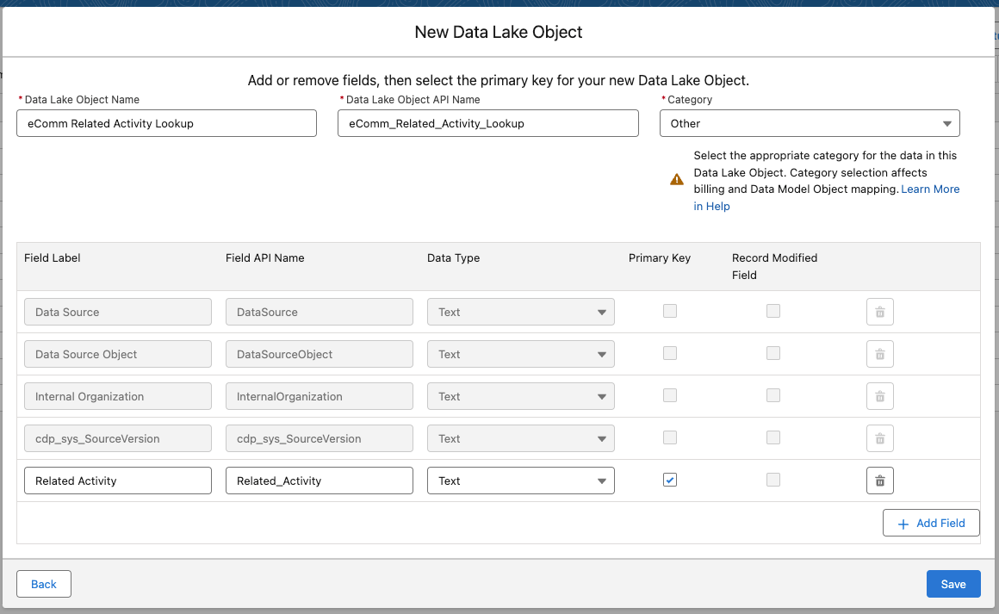 New Data Lake Object
Add or remove fields, then select the primary key for your new Data Lake Object.
* Data Lake Object Name
* Data Lake Object API Name
* Category
eComm Related Activity Lookup
eComm_Related_Activity_Lookup
Other
Select the appropriate category for the data in this
Data Lake Object. Category selection affects
billing and Data Model Object mapping. Learn More
in Help
Field Label
Field API Name
Data Type
Primary Key
Record Modified
Field
Data Source
DataSource
Text
Data Source Object
DataSourceObject
Text
Internal Organization
InternalOrganization
Text
cdp_sys_SourceVersion
cdp_sys_SourceVersion
Text
Related Activity
Related_Activity
Text
+ Add Field
Back
Save